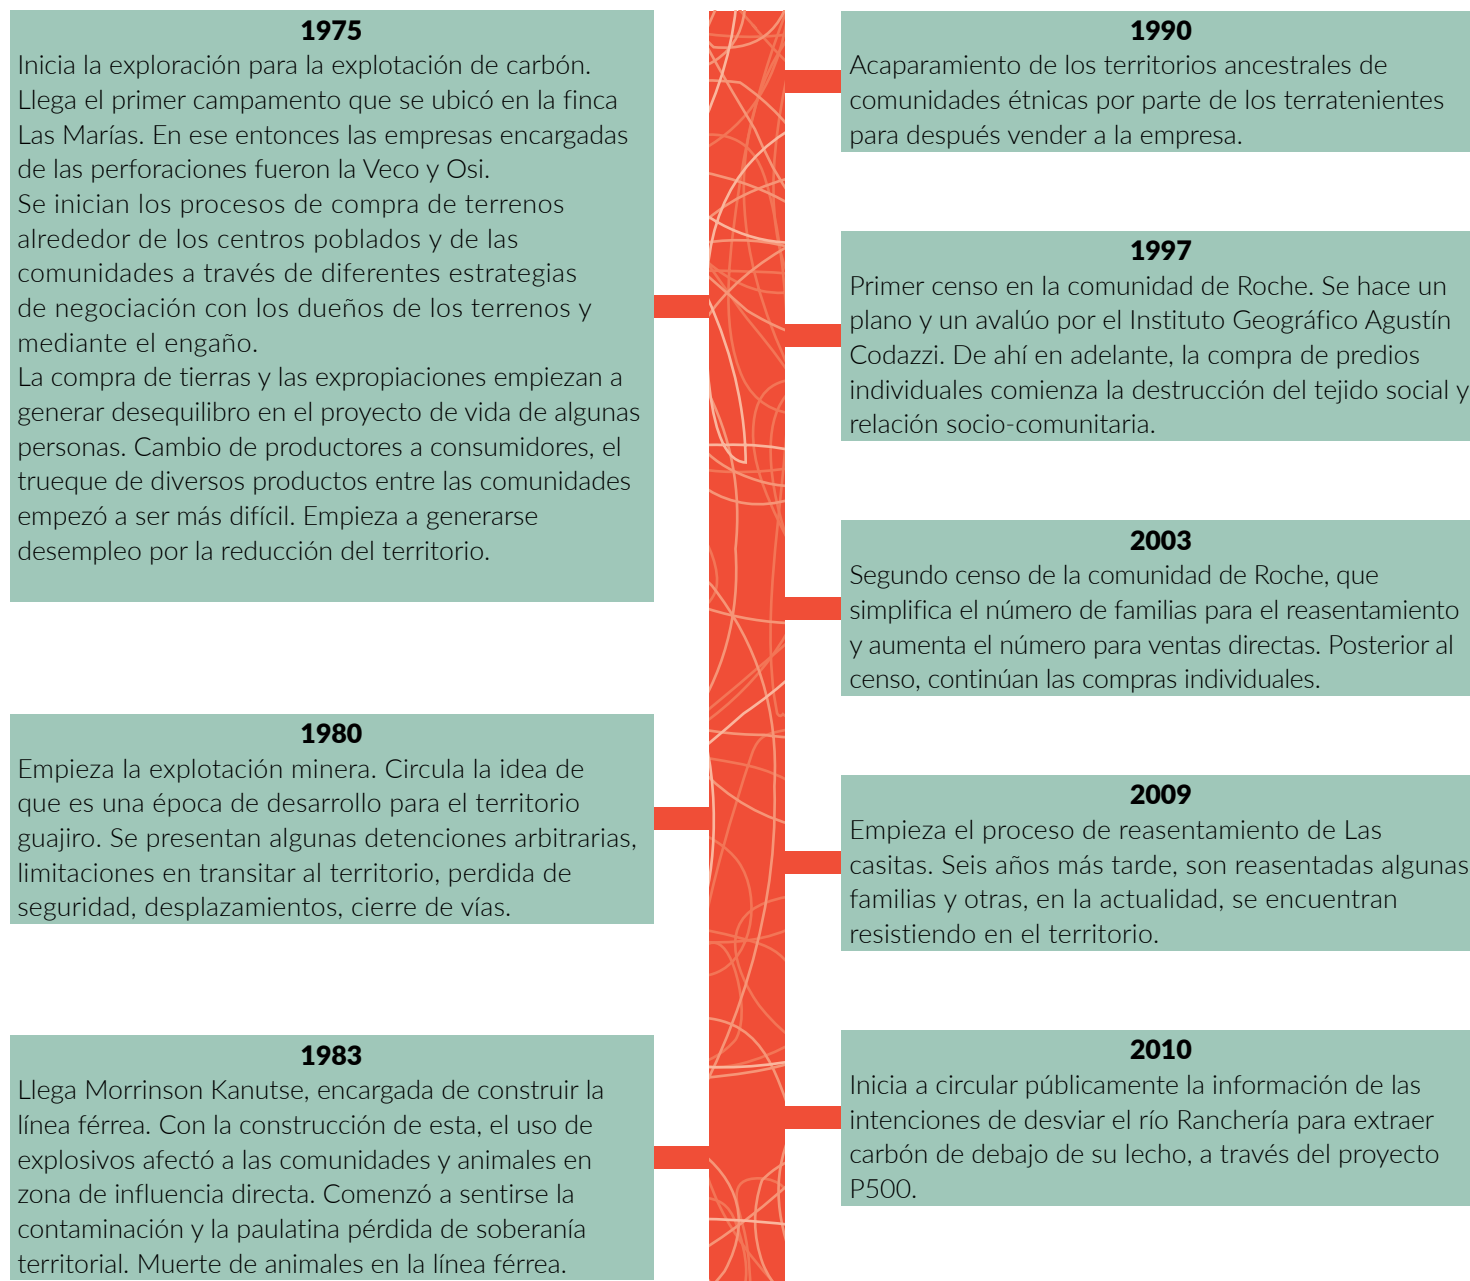 1975
Inicia la exploración para la explotación de carbón.
Llega el primer campamento que se ubicó en la finca
Las Marías. En ese entonces las empresas encargadas
de las perforaciones fueron la Veco y Osi.
Se inician los procesos de compra de terrenos
alrededor de los centros poblados y de las
comunidades a través de diferentes estrategias
de negociación con los dueños de los terrenos y
mediante el engaño.
La compra de tierras y las expropiaciones empiezan a
generar desequilibro en el proyecto de vida de algunas
personas. Cambio de productores a consumidores, el
trueque de diversos productos entre las comunidades
empezó a ser más difícil. Empieza a generarse
desempleo por la reducción del territorio.
1980
Empieza la explotación minera. Circula la idea de
que es una época de desarrollo para el territorio
guajiro. Se presentan algunas detenciones arbitrarias,
limitaciones en transitar al territorio, perdida de
seguridad, desplazamientos, cierre de vías.
1983
Llega Morrinson Kanutse, encargada de construir la
línea férrea. Con la construcción de esta, el uso de
explosivos afectó a las comunidades y animales en
zona de influencia directa. Comenzó a sentirse la
contaminación y la paulatina pérdida de soberanía
territorial. Muerte de animales en la línea férrea.
1990
Acaparamiento de los territorios ancestrales de
comunidades étnicas por parte de los terratenientes
para después vender a la empresa.
1997
Primer censo en la comunidad de Roche. Se hace un
plano y un avalúo por el Instituto Geográfico Agustín
Codazzi. De ahí en adelante, la compra de predios
individuales comienza la destrucción del tejido social y
relación socio-comunitaria.
2003
Segundo censo de la comunidad de Roche, que
simplifica el número de familias para el reasentamiento
y aumenta el número para ventas directas. Posterior al
censo, continúan las compras individuales.
2009
Empieza el proceso de reasentamiento de Las
casitas. Seis años más tarde, son reasentadas algunas
familias y otras, en la actualidad, se encuentran
resistiendo en el territorio.
2010
Inicia a circular públicamente la información de las
intenciones de desviar el río Ranchería para extraer
carbón de debajo de su lecho, a través del proyecto
P500.